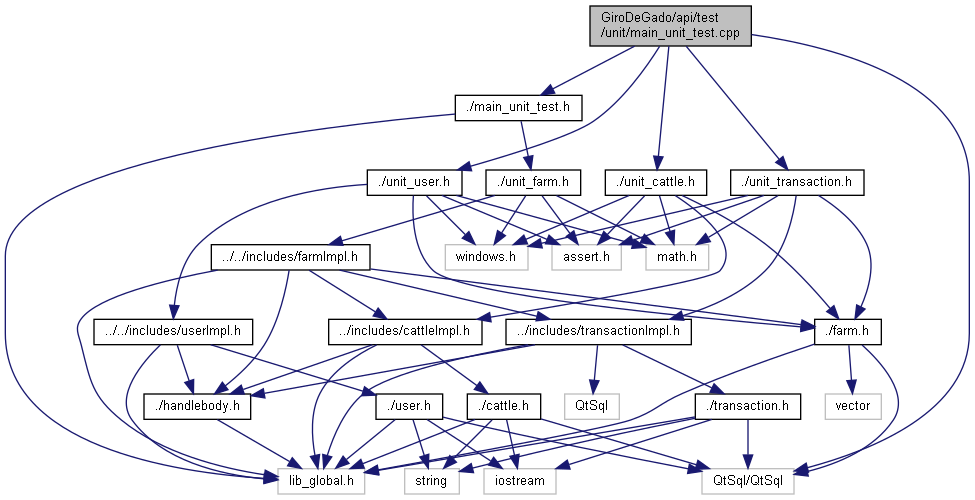 GiroDeGado/api/test
/unit/main_unit_test.cpp
./main_unit_test.h
./unit_user.h
./unit_farm.h
./unit_cattle.h
./unit_transaction.h
../../includes/farmImpl.h
windows.h
assert.h
math.h
../../includes/userImpl.h
../includes/cattleImpl.h
../includes/transactionImpl.h
./farm.h
./handlebody.h
./user.h
./cattle.h
QtSql
./transaction.h
vector
lib_global.h
string
iostream
QtSql/QtSql